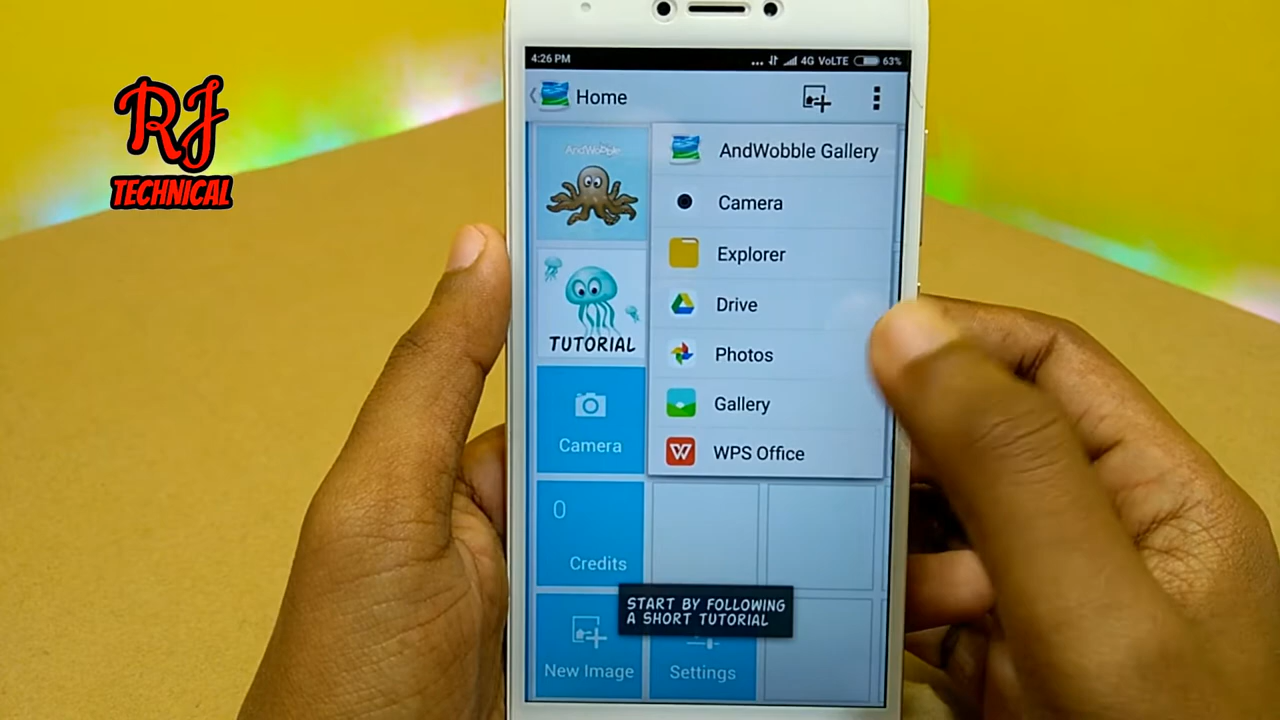 RJ
TECHNICAL
4:26 PM
... 4G VoLTE 63%
Home
AndWobble
AndWobble Gallery
Camera
Explorer
Drive
Photos
Gallery
WPS Office
TUTORIAL
Camera
0
Credits
START BY FOLLOWING
A SHORT TUTORIAL
New Image
Settings